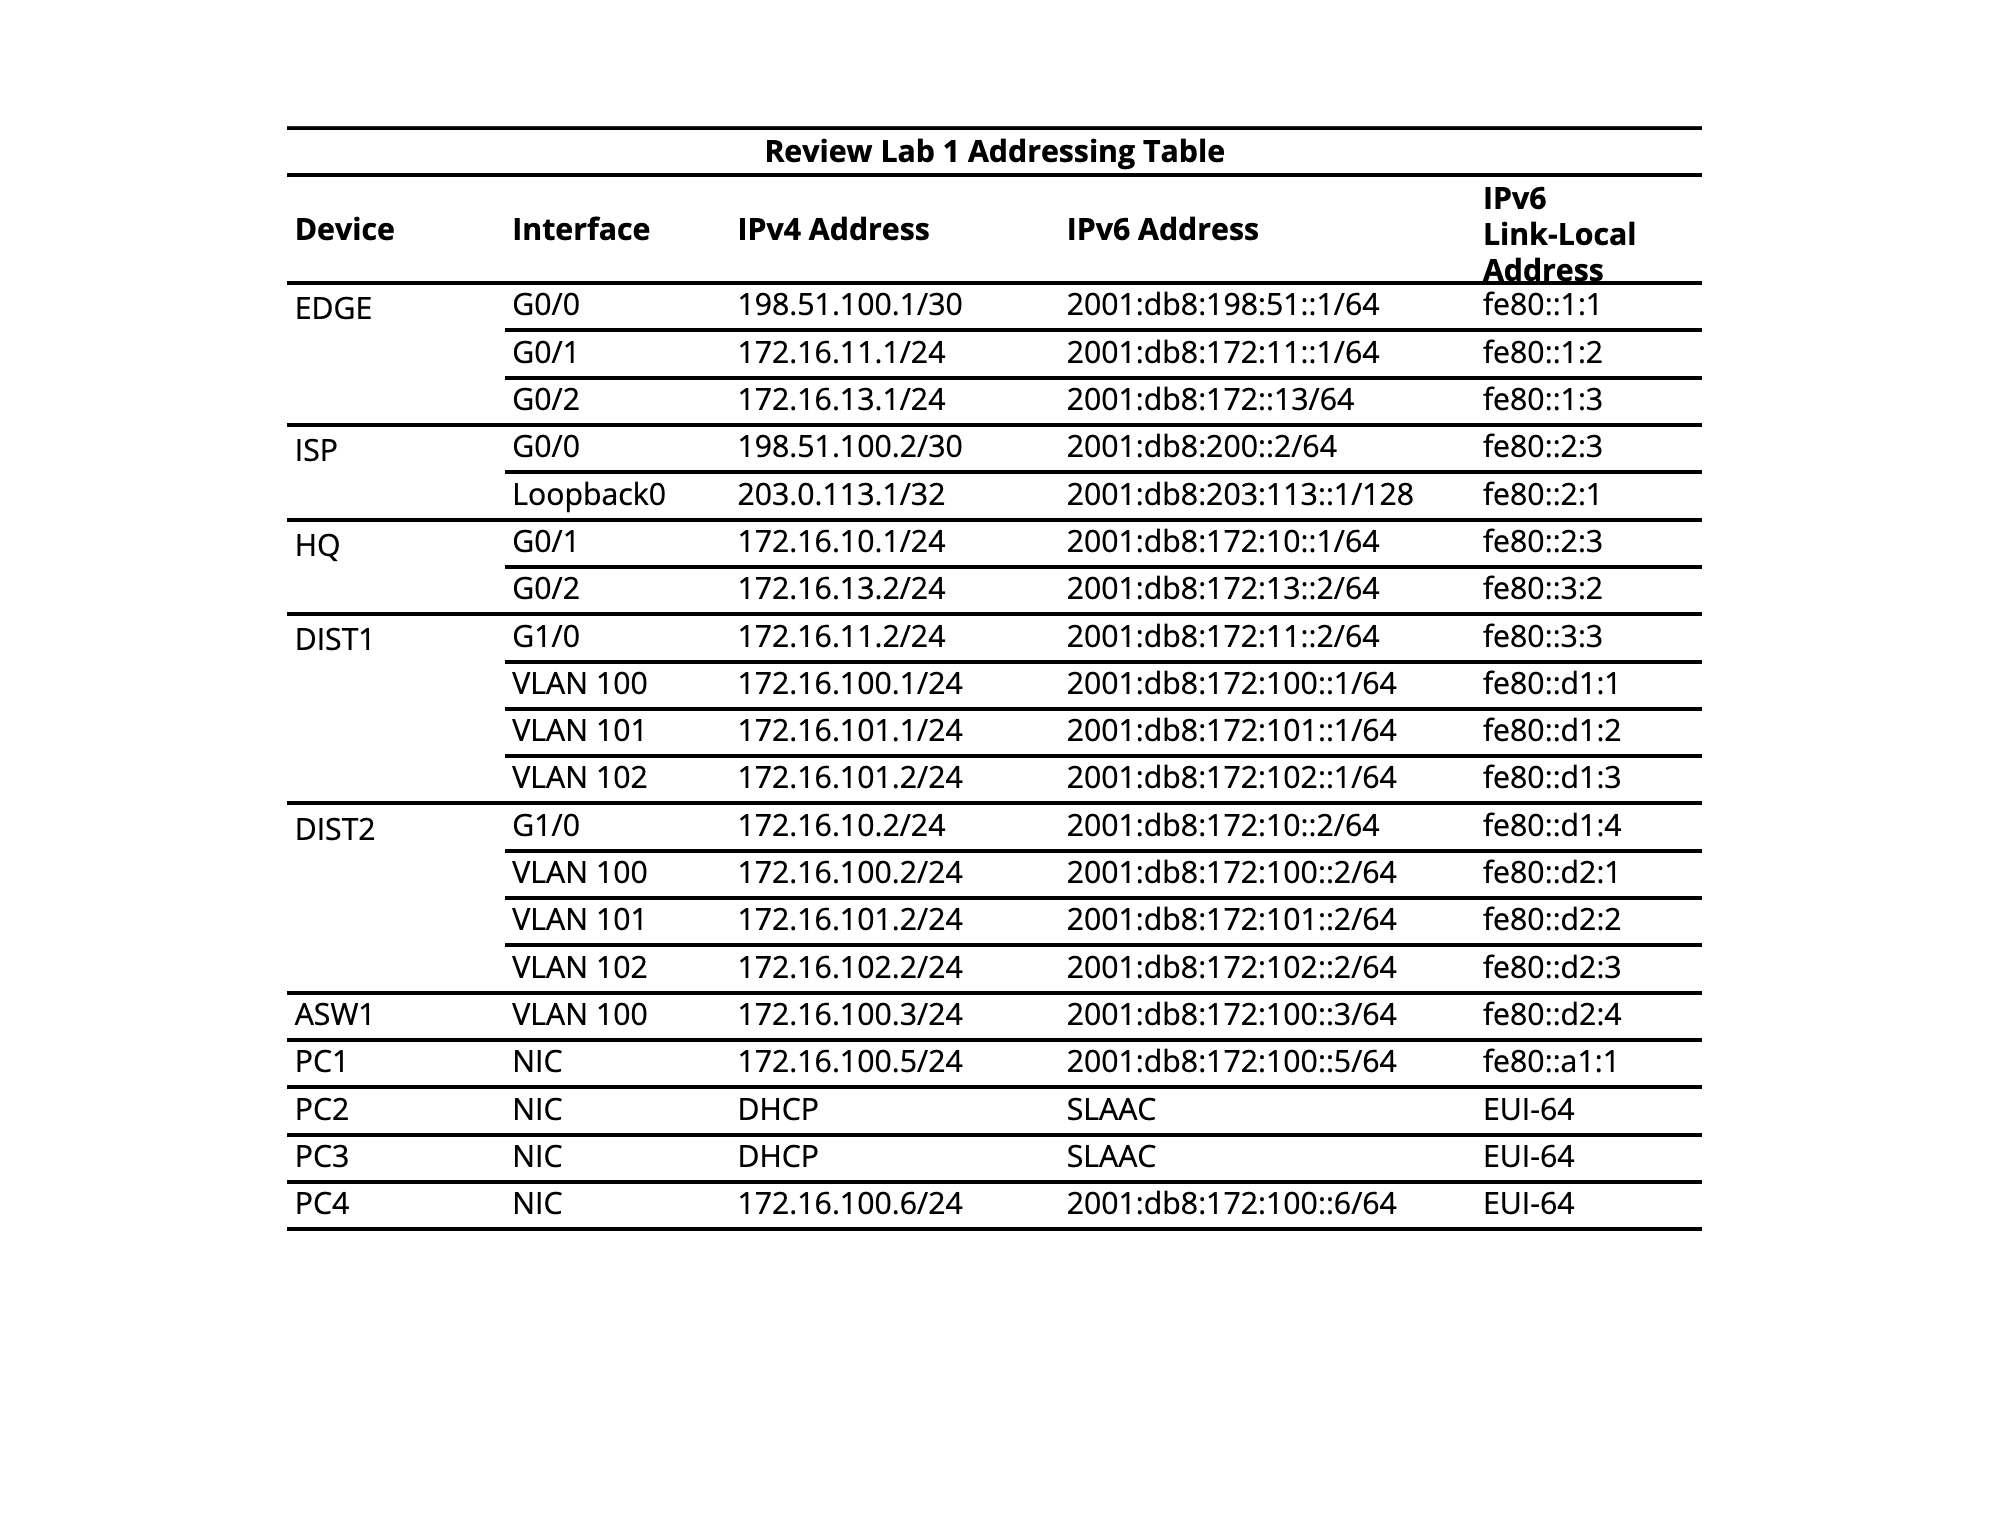 Review Lab 1 Addressing Table
Device Interface IPv4 Address IPv6 Address IPv6 Link-Local Address
EDGE G0/0 198.51.100.1/30 2001:db8:198:51::1/64 fe80::1:1
G0/1 172.16.11.1/24 2001:db8:172:11::1/64 fe80::1:2
G0/2 172.16.13.1/24 2001:db8:172::13/64 fe80::1:3
ISP G0/0 198.51.100.2/30 2001:db8:200::2/64 fe80::2:3
Loopback0 203.0.113.1/32 2001:db8:203:113::1/128 fe80::2:1
HQ G0/1 172.16.10.1/24 2001:db8:172:10::1/64 fe80::2:3
G0/2 172.16.13.2/24 2001:db8:172:13::2/64 fe80::3:2
DIST1 G1/0 172.16.11.2/24 2001:db8:172:11::2/64 fe80::3:3
VLAN 100 172.16.100.1/24 2001:db8:172:100::1/64 fe80::d1:1
VLAN 101 172.16.101.1/24 2001:db8:172:101::1/64 fe80::d1:2
VLAN 102 172.16.101.2/24 2001:db8:172:102::1/64 fe80::d1:3
DIST2 G1/0 172.16.10.2/24 2001:db8:172:10::2/64 fe80::d1:4
VLAN 100 172.16.100.2/24 2001:db8:172:100::2/64 fe80::d2:1
VLAN 101 172.16.101.2/24 2001:db8:172:101::2/64 fe80::d2:2
VLAN 102 172.16.102.2/24 2001:db8:172:102::2/64 fe80::d2:3
ASW1 VLAN 100 172.16.100.3/24 2001:db8:172:100::3/64 fe80::d2:4
PC1 NIC 172.16.100.5/24 2001:db8:172:100::5/64 fe80::a1:1
PC2 NIC DHCP SLAAC EUI-64
PC3 NIC DHCP SLAAC EUI-64
PC4 NIC 172.16.100.6/24 2001:db8:172:100::6/64 EUI-64